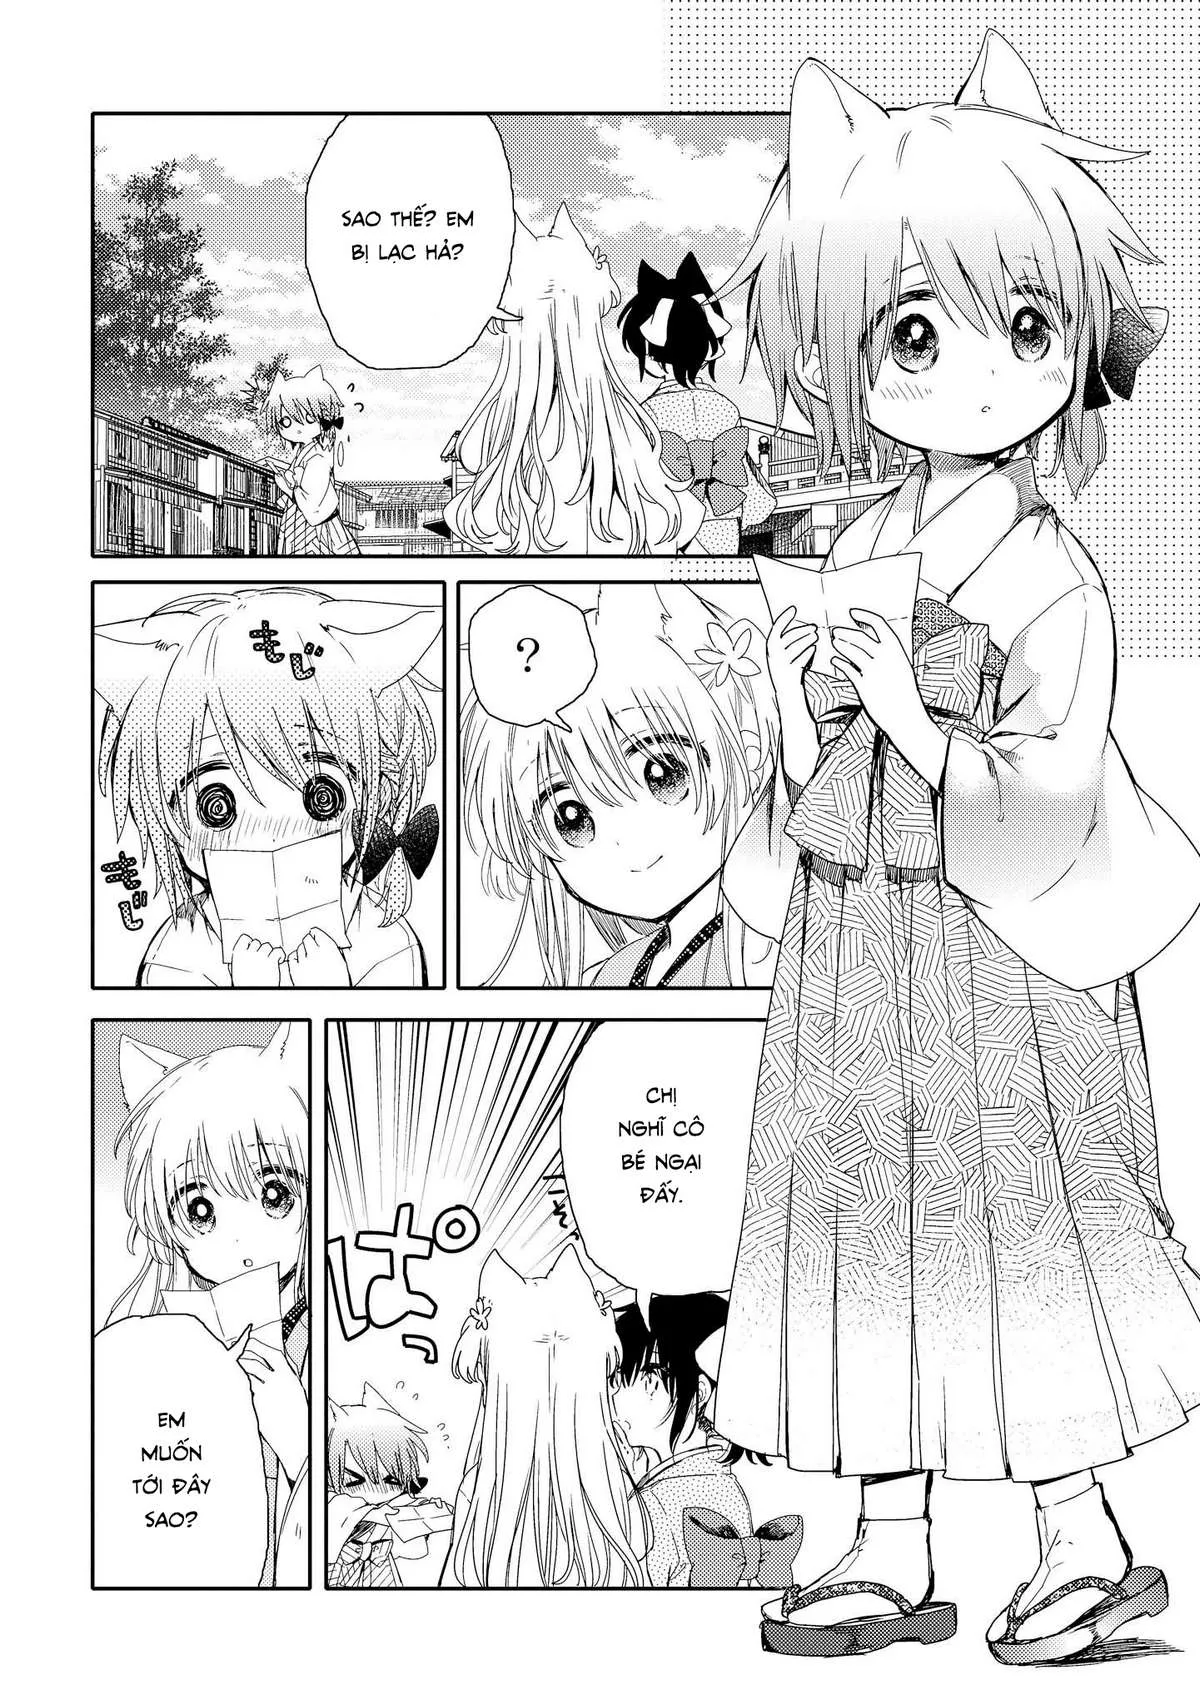 SAO THẾ? EM
BỊ LẠC HẢ?
?
もじ
もじ
CHỊ
NGHĨ CÔ
BÉ NGẠI
ĐẤY.
ぱっ
EM
MUỐN
TỚI ĐÂY
SAO?